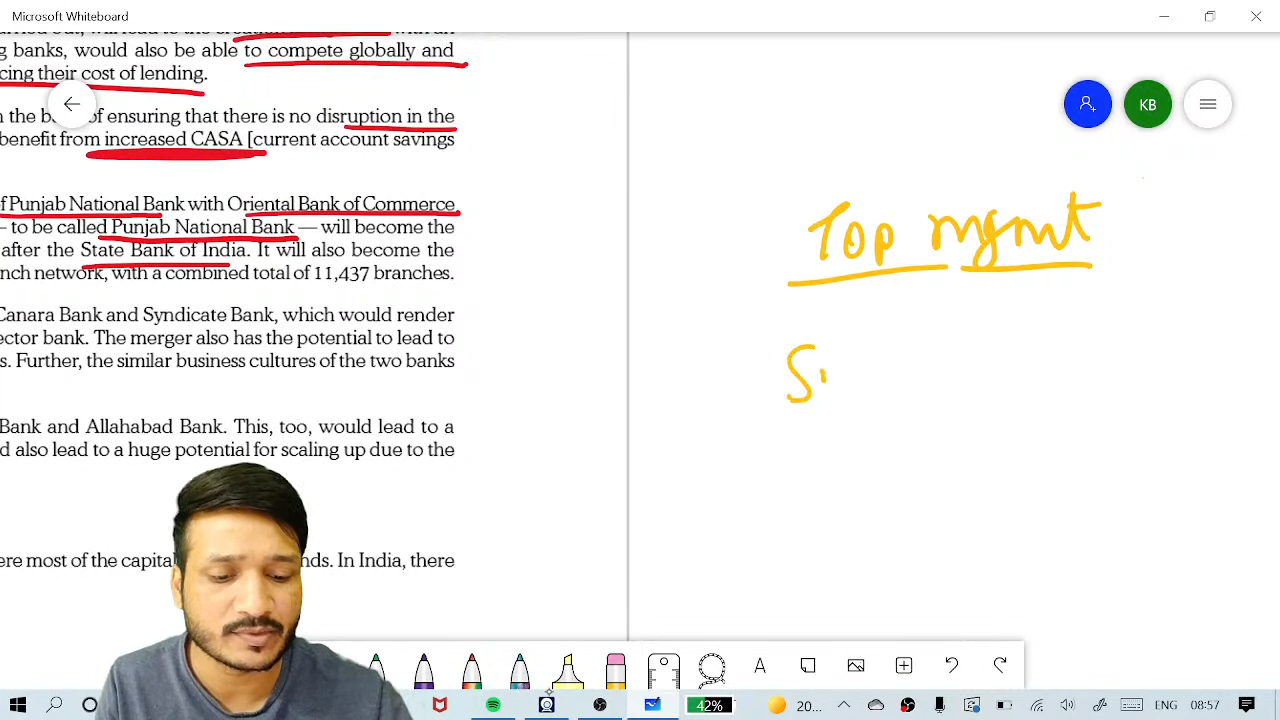 Microsoft Whiteboard
g banks, would also be able to compete globally and
cing their cost of lending.
of ensuring that there is no disruption in the
benefit from increased CASA [current account savings
of Punjab National Bank with Oriental Bank of Commerce
— to be called Punjab National Bank — will become the
after the State Bank of India. It will also become the
nch network, with a combined total of 11,437 branches.
Canara Bank and Syndicate Bank, which would render
ector bank. The merger also has the potential to lead to
s. Further, the similar business cultures of the two banks
Bank and Allahabad Bank. This, too, would lead to a
d also lead to a huge potential for scaling up due to the
ere most of the capita nds. In India, there
KB
Top mgmt
S
42%
20...
ENG
08:57